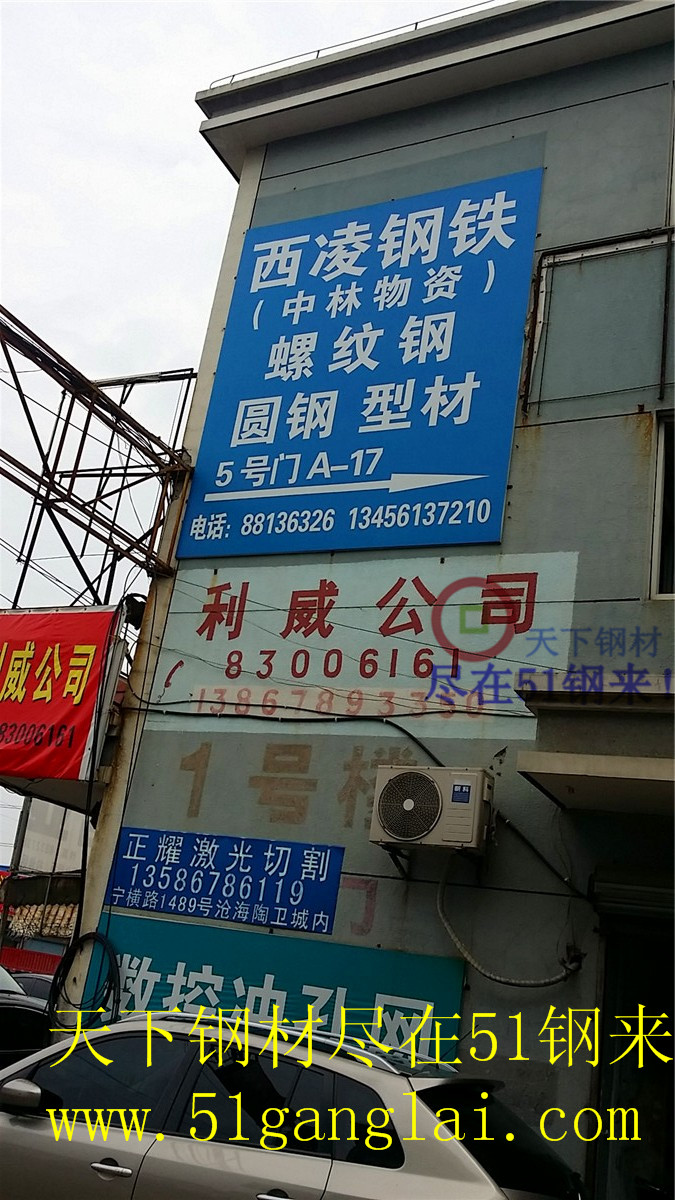 西凌钢铁
(中林物资)
螺纹钢
圆钢 型材
5号门A-17
电话: 88136326 13456137210
利威公司
83006161
13867893350
威公司
83006161
1号楼
正耀激光切割
13586786119
宁横路1489号沧海陶卫城内
门
数控冲孔网
天下钢材
尽在51钢来!
天下钢材尽在51钢来
www.51ganglai.com